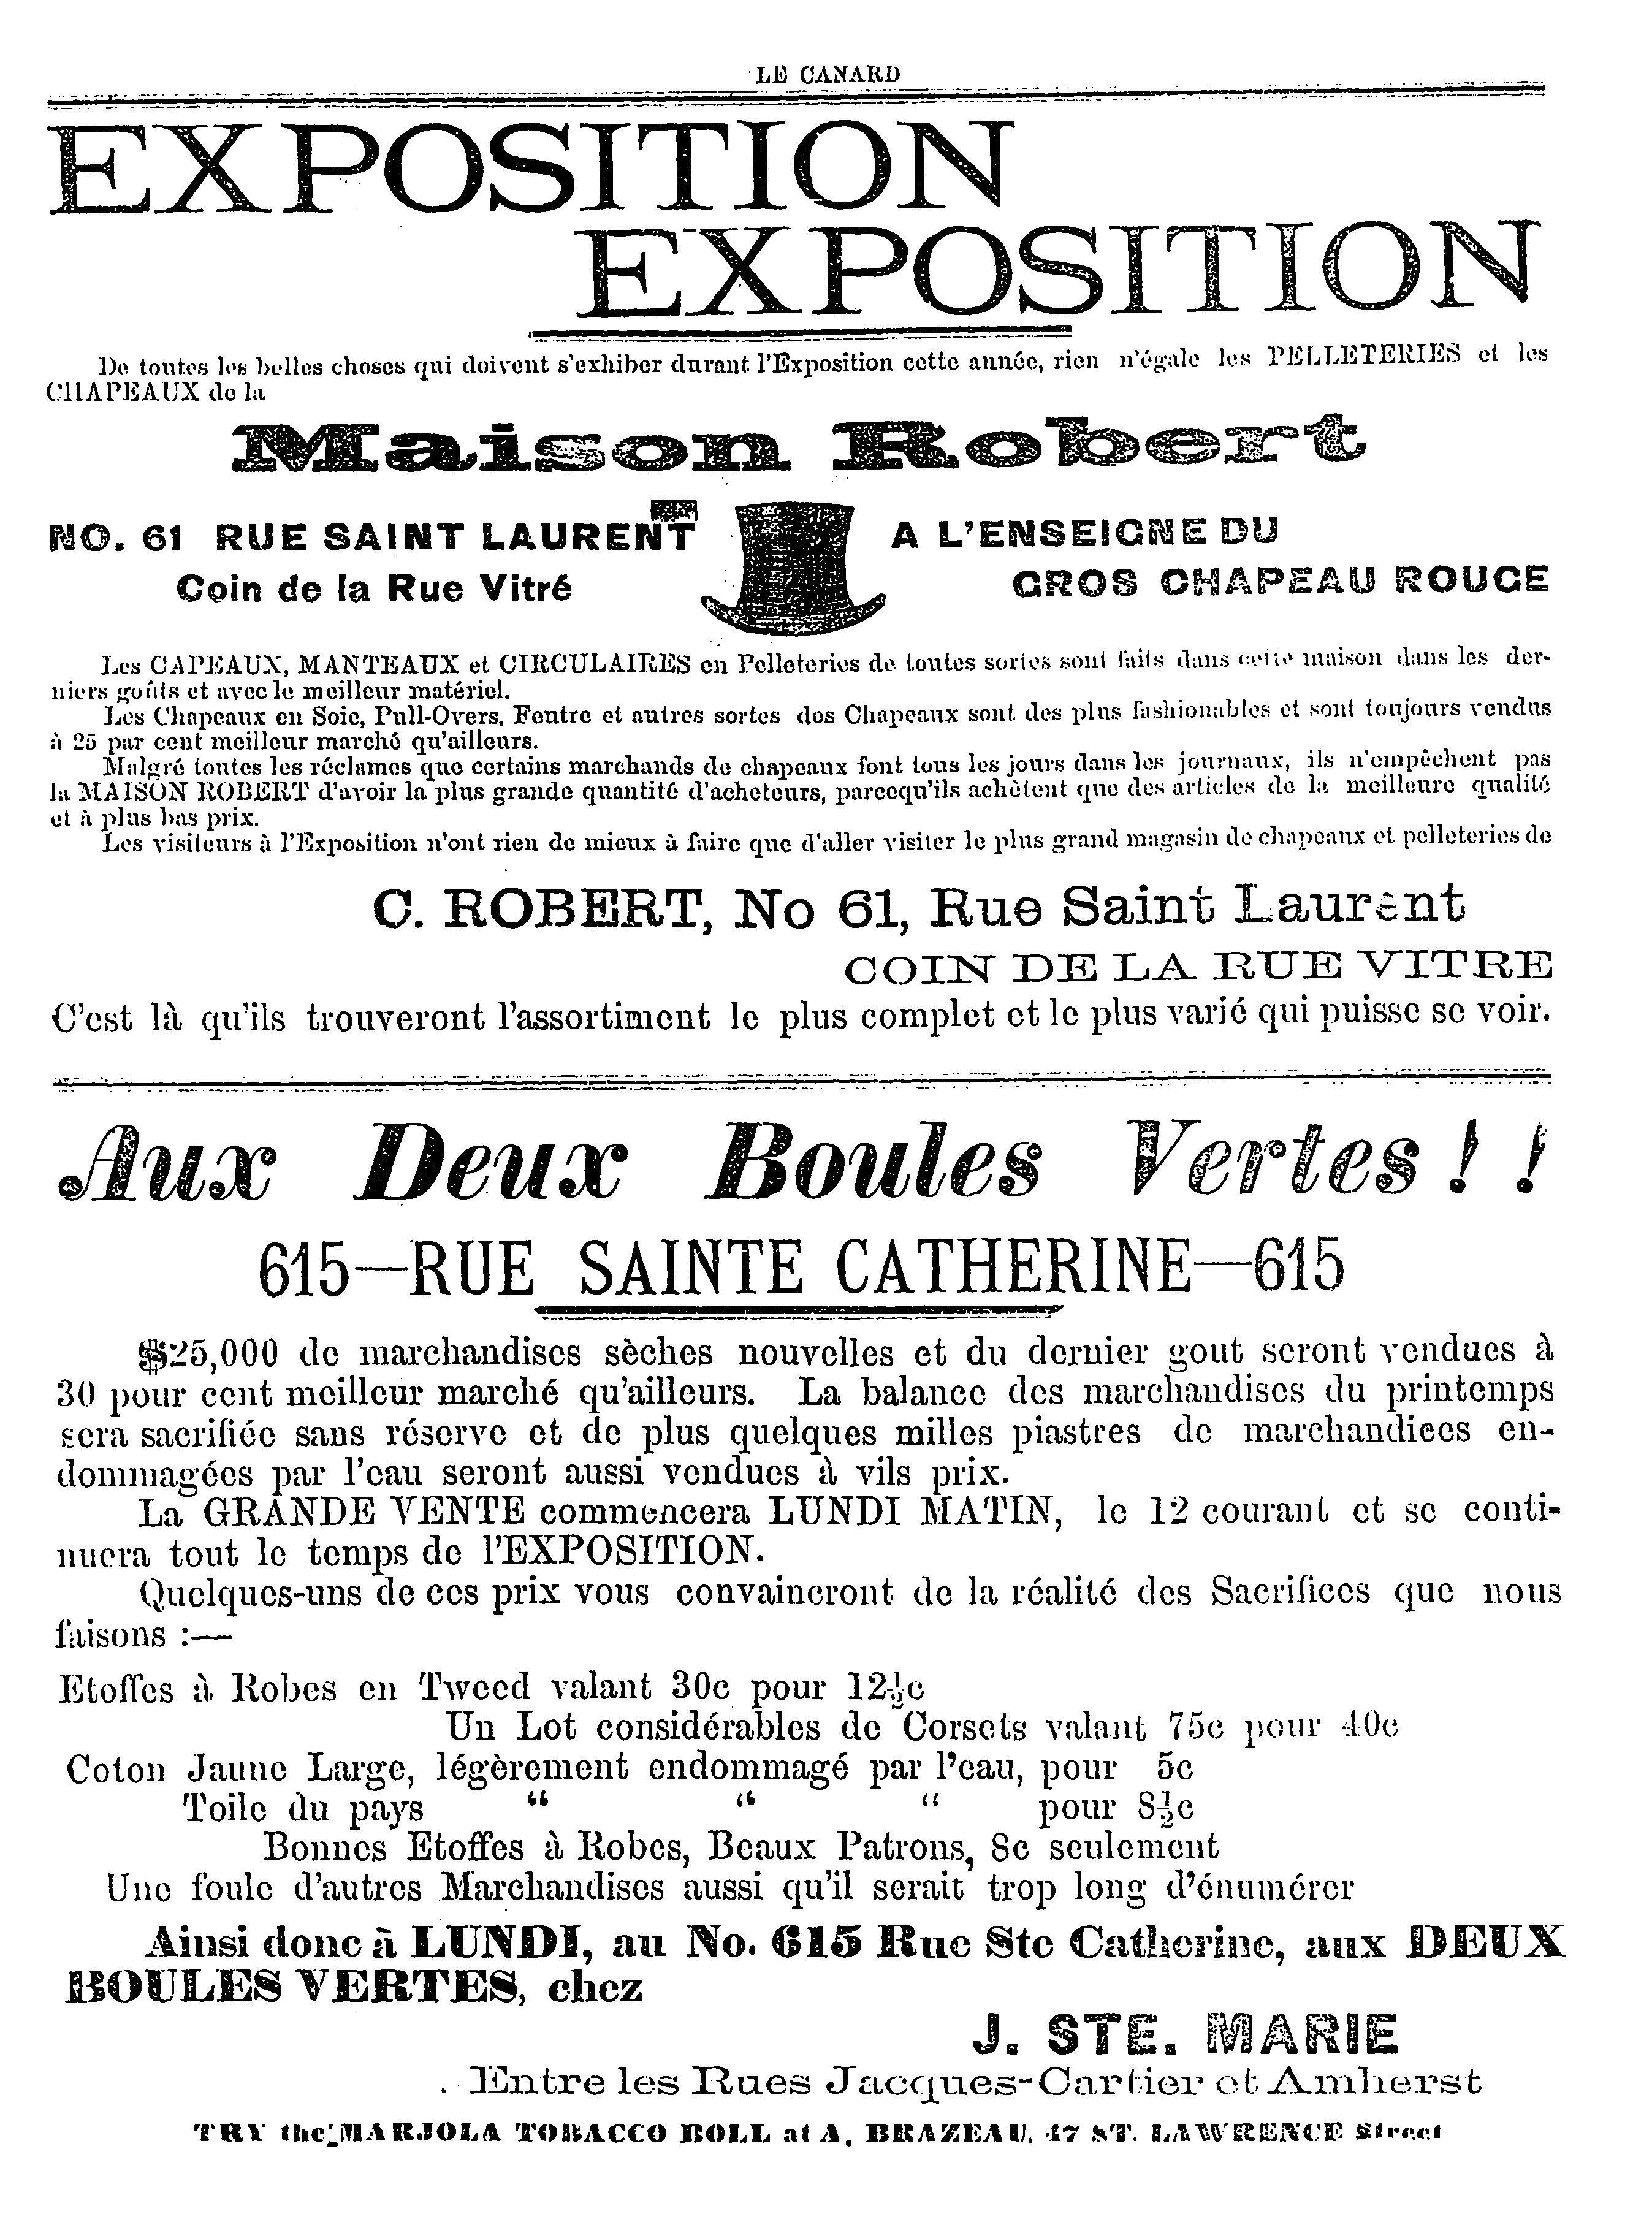 LE CANARD
EXPOSITION
EXPOSITION
De toutes les belles choses qui doivent s'exhiber durant l'Exposition cette année, rien n'égale les PELLETERIES et les
CHAPEAUX de la
Maison Robert
NO. 61 RUE SAINT LAURENT
Coin de la Rue Vitré
A L'ENSEIGNE DU
GROS CHAPEAU ROUGE
Les CAPEAUX, MANTEAUX et CIRCULAIRES en Pelleteries de toutes sortes sont faits dans cette maison dans les der-
niers goûts et avec le meilleur matériel.
Les Chapeaux en Soie, Pull-Overs, Feutre et autres sortes des Chapeaux sont des plus fashionables et sont toujours vendus
à 25 par cent meilleur marché qu'ailleurs.
Malgré toutes les réclames que certains marchands de chapeaux font tous les jours dans les journaux, ils n'empêchent pas
la MAISON ROBERT d'avoir la plus grande quantité d'acheteurs, parcequ'ils achètent que des articles de la meilleure qualité
et à plus bas prix.
Les visiteurs à l'Exposition n'ont rien de mieux à faire que d'aller visiter le plus grand magasin de chapeaux et pelleteries de
C. ROBERT, No 61, Rue Saint Laurent
COIN DE LA RUE VITRE
C'est là qu'ils trouveront l'assortiment le plus complet et le plus varié qui puisse se voir.
Aux Deux Boules Vertes ! !
615—RUE SAINTE CATHERINE—615
$25,000 de marchandises sèches nouvelles et du dernier gout seront vendues à
30 pour cent meilleur marché qu'ailleurs. La balance des marchandises du printemps
sera sacrifiée sans réserve et de plus quelques milles piastres de marchandices en-
dommagées par l'eau seront aussi vendues à vils prix.
La GRANDE VENTE commencera LUNDI MATIN, le 12 courant et se conti-
nuera tout le temps de l'EXPOSITION.
Quelques-uns de ces prix vous convaincront de la réalité des Sacrifices que nous
faisons :—
Etoffes à Robes en Tweed valant 30c pour 12½c
Un Lot considérables de Corsets valant 75c pour 40c
Coton Jaune Large, légèrement endommagé par l'eau, pour 5c
Toile du pays “ “ “ pour 8½c
Bonnes Etoffes à Robes, Beaux Patrons, 8c seulement
Une foule d'autres Marchandises aussi qu'il serait trop long d'énumérer
Ainsi donc à LUNDI, au No. 615 Rue Ste Catherine, aux DEUX
BOULES VERTES, chez
J. STE. MARIE
Entre les Rues Jacques-Cartier et Amherst
TRY the MARJOLA TOBACCO BOLL at A. BRAZEAU, 47 ST. LAWRENCE Street